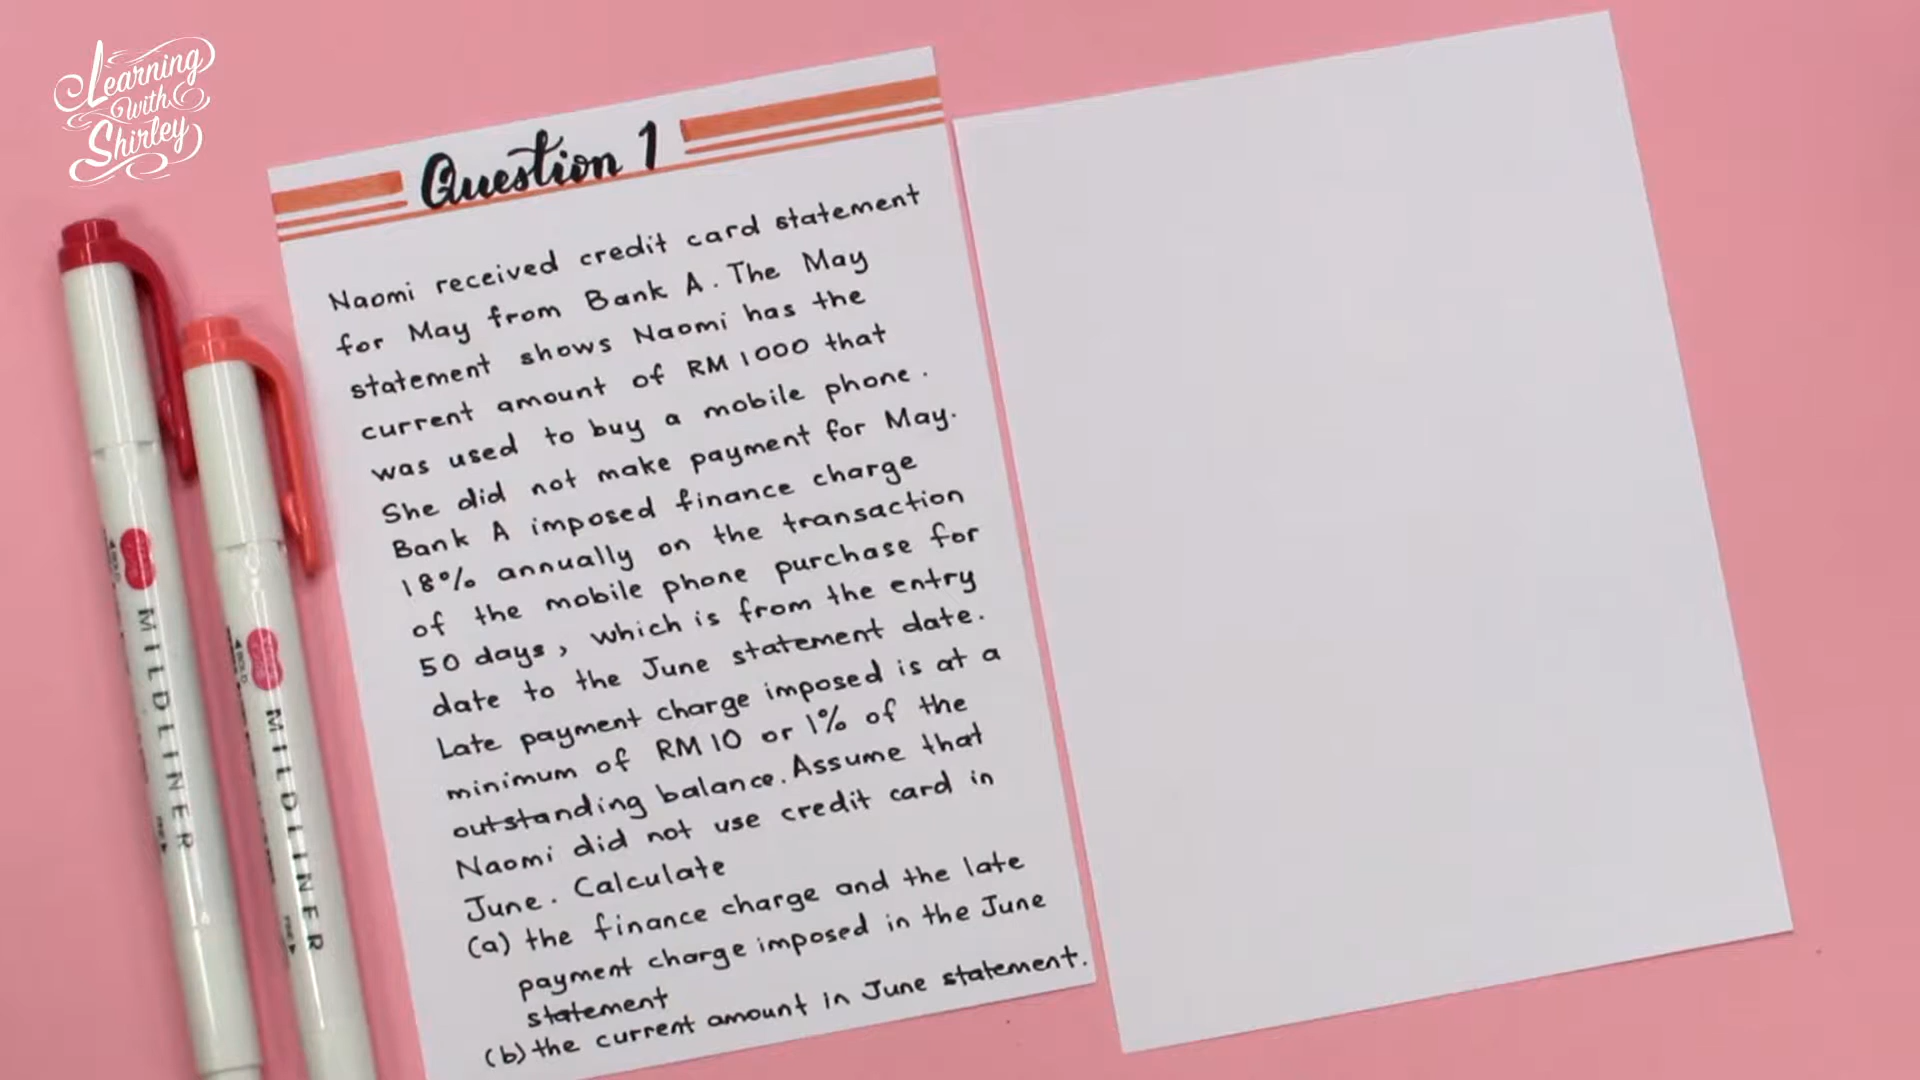 Learning
with
Shirley
Question 1
Naomi received credit card statement
for May from Bank A. The May
statement shows Naomi has the
current amount of RM 1000 that
was used to buy a mobile phone.
She did not make payment for May.
Bank A imposed finance charge
18% annually on the transaction
of the mobile phone purchase for
50 days, which is from the entry
date to the June statement date.
Late payment charge imposed is at a
minimum of RM 10 or 1% of the
outstanding balance. Assume that
Naomi did not use credit card in
June. Calculate
(a) the finance charge and the late
payment charge imposed in the June
statement
(b) the current amount in June statement.
MILDLINER
MILDLINER